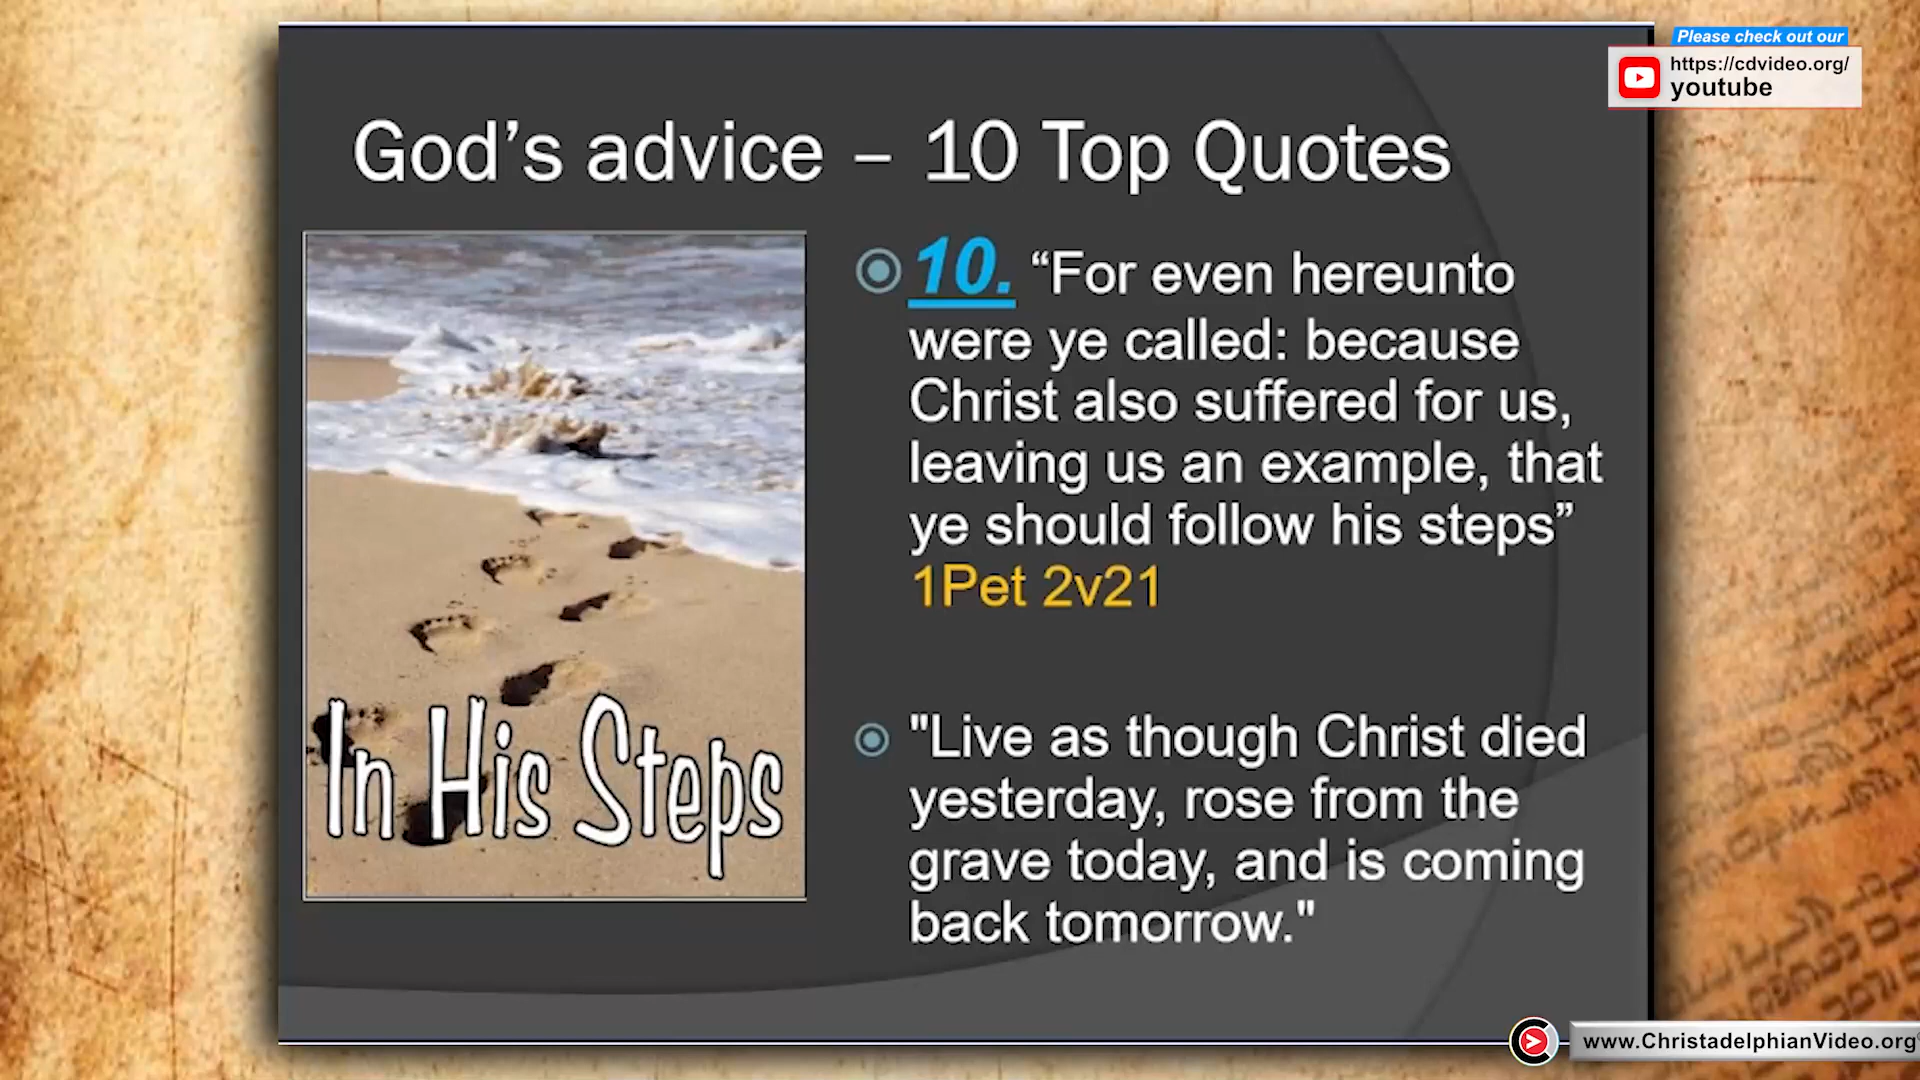 Please check out our
https://cdvideo.org/
youtube
God’s advice – 10 Top Quotes
10. “For even hereunto
were ye called: because
Christ also suffered for us,
leaving us an example, that
ye should follow his steps”
1Pet 2v21
In His Steps
"Live as though Christ died
yesterday, rose from the
grave today, and is coming
back tomorrow."
www.ChristadelphianVideo.org